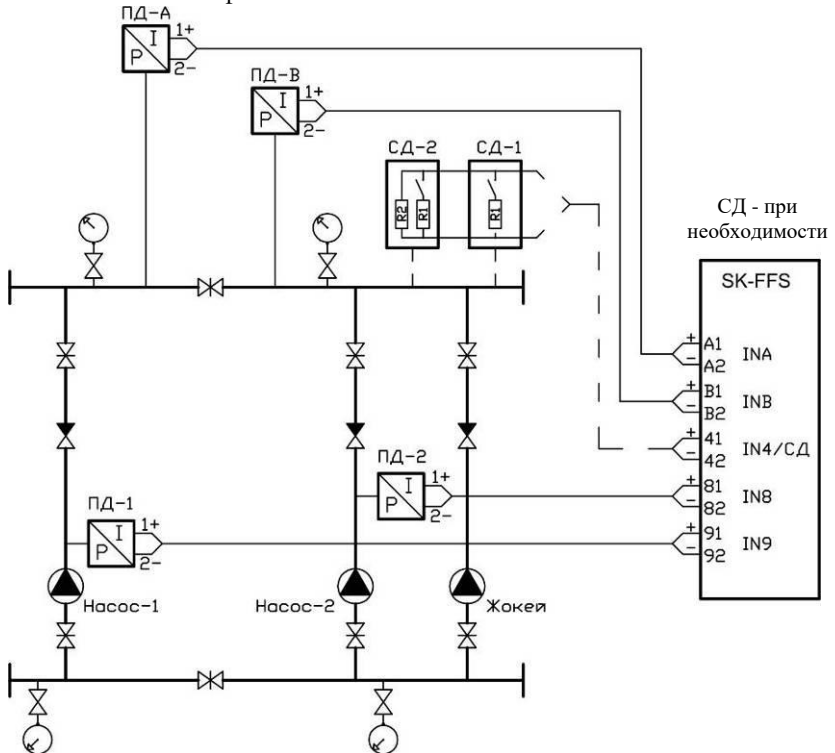 ПД-А
I
P
1+
2-
ПД-В
I
P
1+
2-
СД-2
СД-1
R2
R1
R1
СД - при
необходимости
SK-FFS
+
A1
-
A2
INA
+
B1
-
B2
INB
+
41
-
42
IN4/СД
+
81
-
82
IN8
+
91
-
92
IN9
ПД-2
I
P
1+
2-
ПД-1
I
P
1+
2-
Насос-1
Насос-2
Жокей